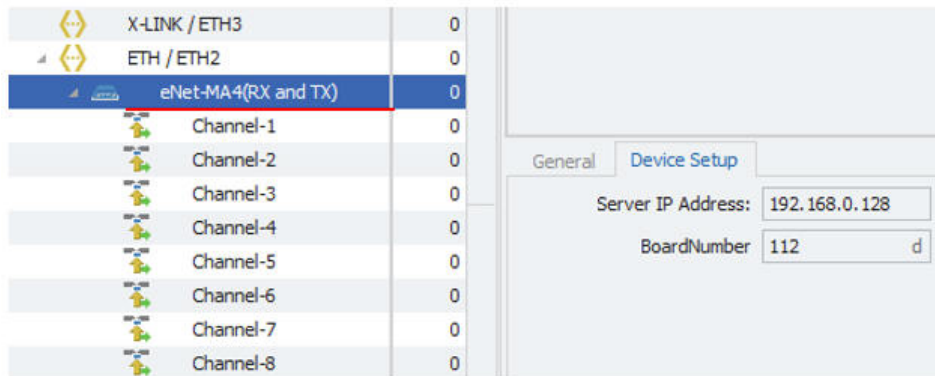 X-LINK / ETH3 0
ETH / ETH2 0
eNet-MA4(RX and TX) 0
Channel-1 0
Channel-2 0
Channel-3 0
Channel-4 0
Channel-5 0
Channel-6 0
Channel-7 0
Channel-8 0
General Device Setup
Server IP Address: 192.168.0.128
BoardNumber 112 d